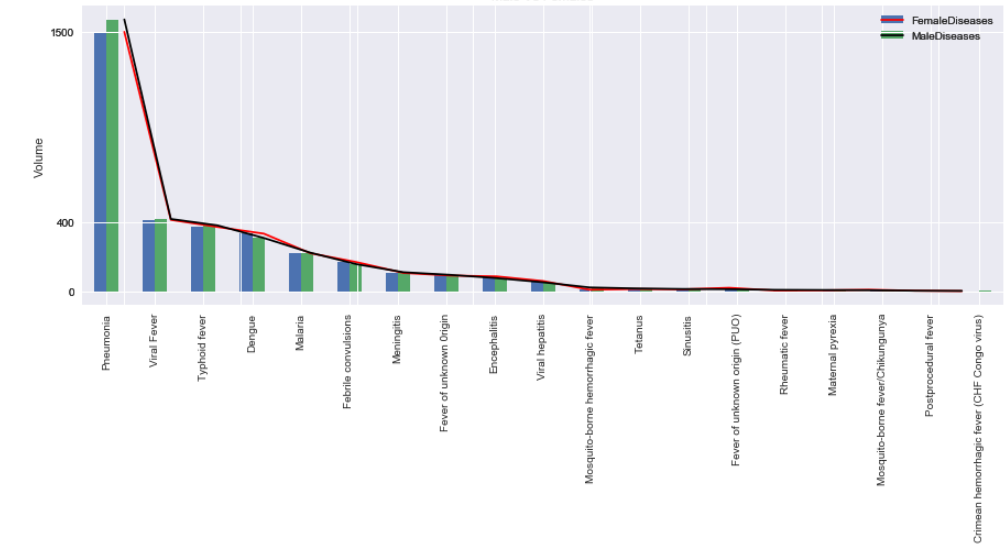 FemaleDiseases
MaleDiseases
1500
400
0
Volume
Pneumonia
Viral Fever
Typhoid fever
Dengue
Malaria
Febrile convulsions
Meningitis
Fever of unknown 0rigin
Encephalitis
Viral hepatitis
Mosquito-borne hemorrhagic fever
Tetanus
Sinusitis
Fever of unknown origin (PUO)
Rheumatic fever
Maternal pyrexia
Mosquito-borne fever/Chikungunya
Postprocedural fever
Crimean hemorrhagic fever (CHF Congo virus)